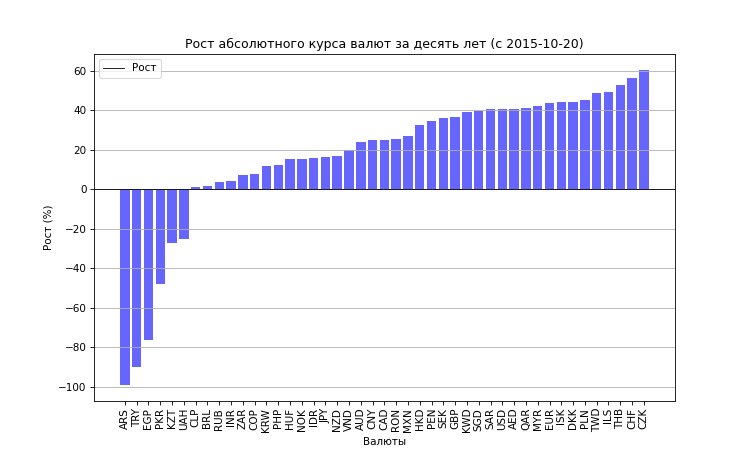 Рост абсолютного курса валют за десять лет (с 2015-10-20)
Рост
60
40
20
0
−20
−40
−60
−80
−100
Рост (%)
ARS TRY EGP PKR KZT UAH CLP BRL RUB INR ZAR COP KRW PHP HUF NOK IDR JPY NZD VND AUD CNY CAD RON MXN HKD PEN SEK GBP KWD SGD SAR USD AED QAR MYR EUR ISK DKK PLN TWD ILS THB CHF CZK
Валюты